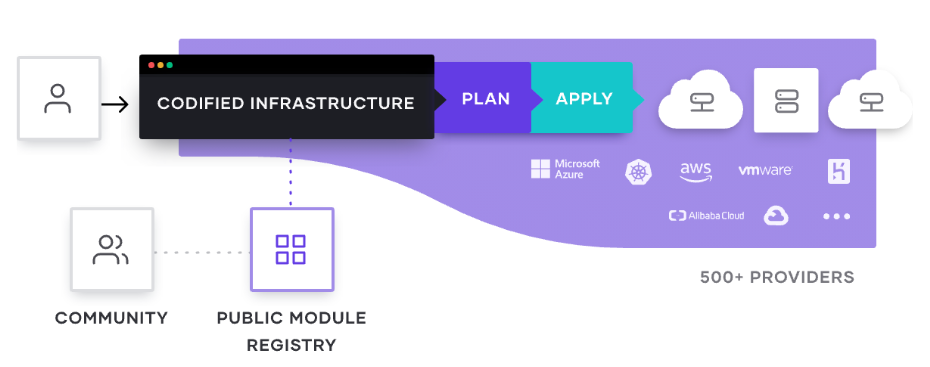 CODIFIED INFRASTRUCTURE
PLAN
APPLY
Microsoft
Azure
aws
vmware
Alibaba Cloud
500+ PROVIDERS
COMMUNITY
PUBLIC MODULE
REGISTRY